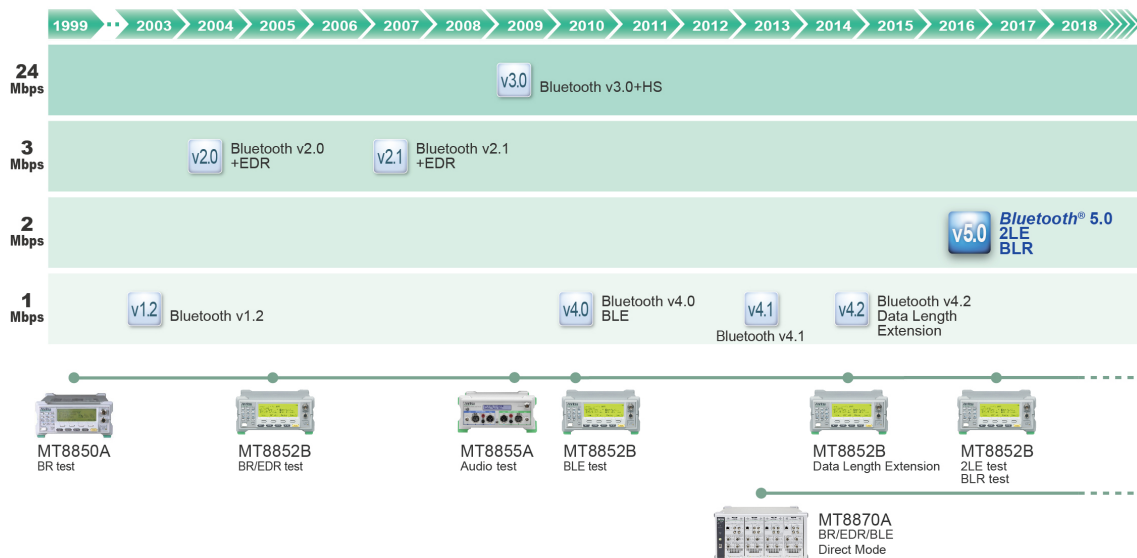 1999 2003 2004 2005 2006 2007 2008 2009 2010 2011 2012 2013 2014 2015 2016 2017 2018
24
Mbps
v3.0
Bluetooth v3.0+HS
3
Mbps
v2.0
Bluetooth v2.0
+EDR
v2.1
Bluetooth v2.1
+EDR
2
Mbps
v5.0
Bluetooth® 5.0
2LE
BLR
1
Mbps
v1.2
Bluetooth v1.2
v4.0
Bluetooth v4.0
BLE
v4.1
Bluetooth v4.1
v4.2
Bluetooth v4.2
Data Length
Extension
MT8850A
BR test
MT8852B
BR/EDR test
MT8855A
Audio test
MT8852B
BLE test
MT8852B
Data Length Extension
MT8852B
2LE test
BLR test
MT8870A
BR/EDR/BLE
Direct Mode